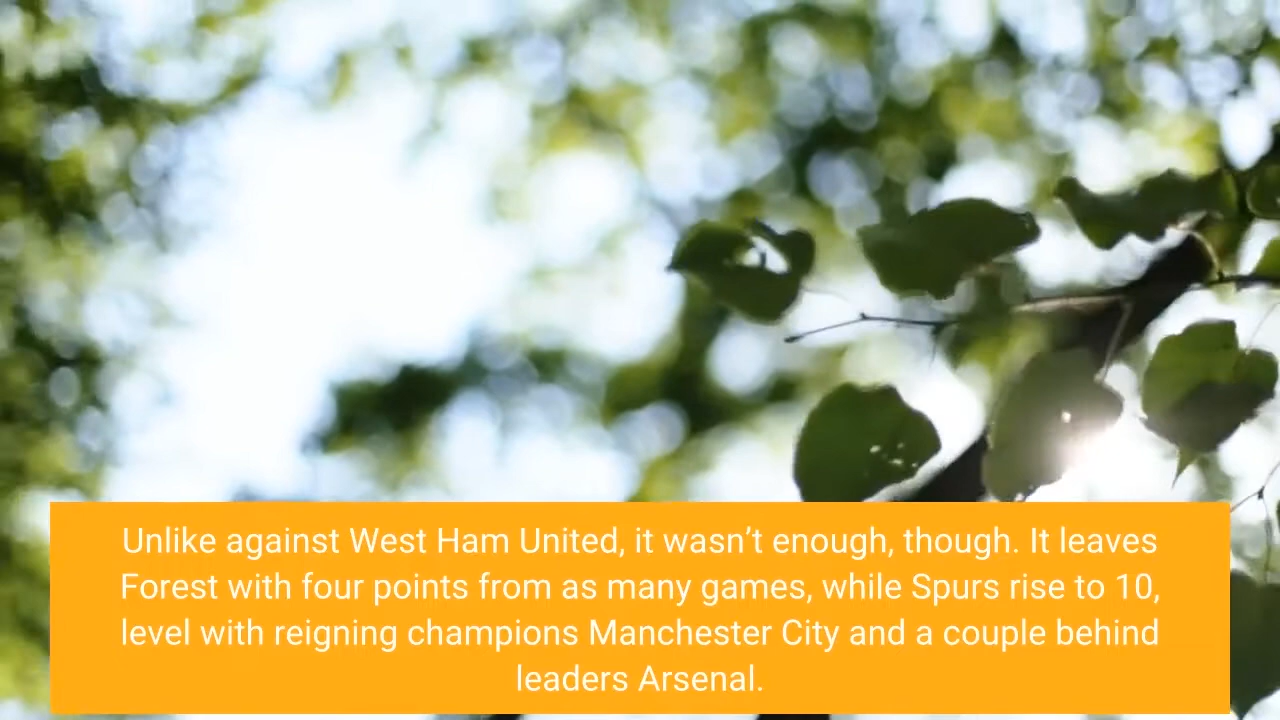 Unlike against West Ham United, it wasn’t enough, though. It leaves
Forest with four points from as many games, while Spurs rise to 10,
level with reigning champions Manchester City and a couple behind
leaders Arsenal.